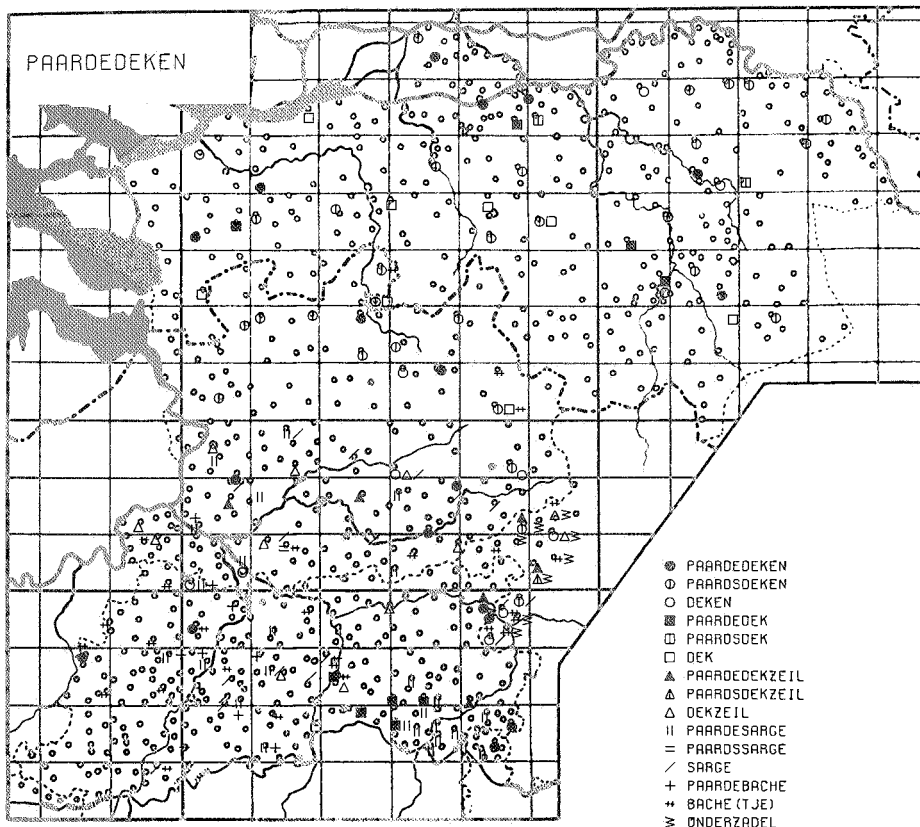 PAARDEDEKEN
PAARDEDEKEN
PAARDSDEKEN
DEKEN
PAARDEDEK
PAARDSDEK
DEK
PAARDEDEKZEIL
PAARDSDEKZEIL
DEKZEIL
PAARDESARGE
PAARDSSARGE
SARGE
PAARDEBACHE
BACHE (TJE)
ONDERZADEL